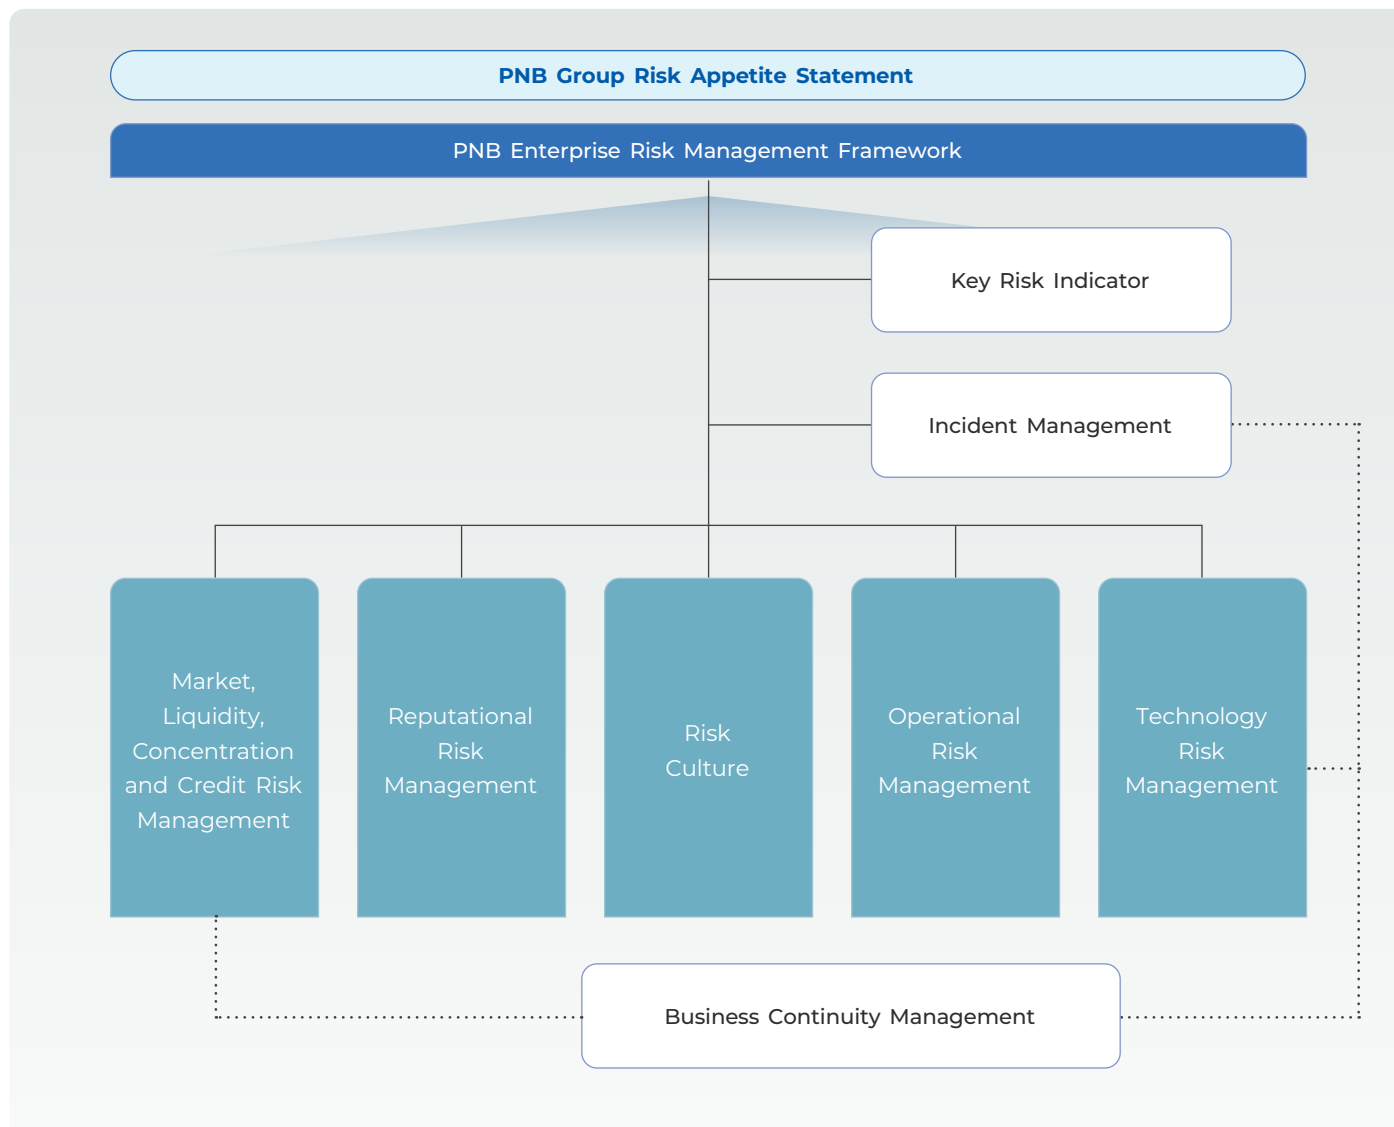 PNB Group Risk Appetite Statement
PNB Enterprise Risk Management Framework
Key Risk Indicator
Incident Management
Market,
Liquidity,
Concentration
and Credit Risk
Management
Reputational
Risk
Management
Risk
Culture
Operational
Risk
Management
Technology
Risk
Management
Business Continuity Management